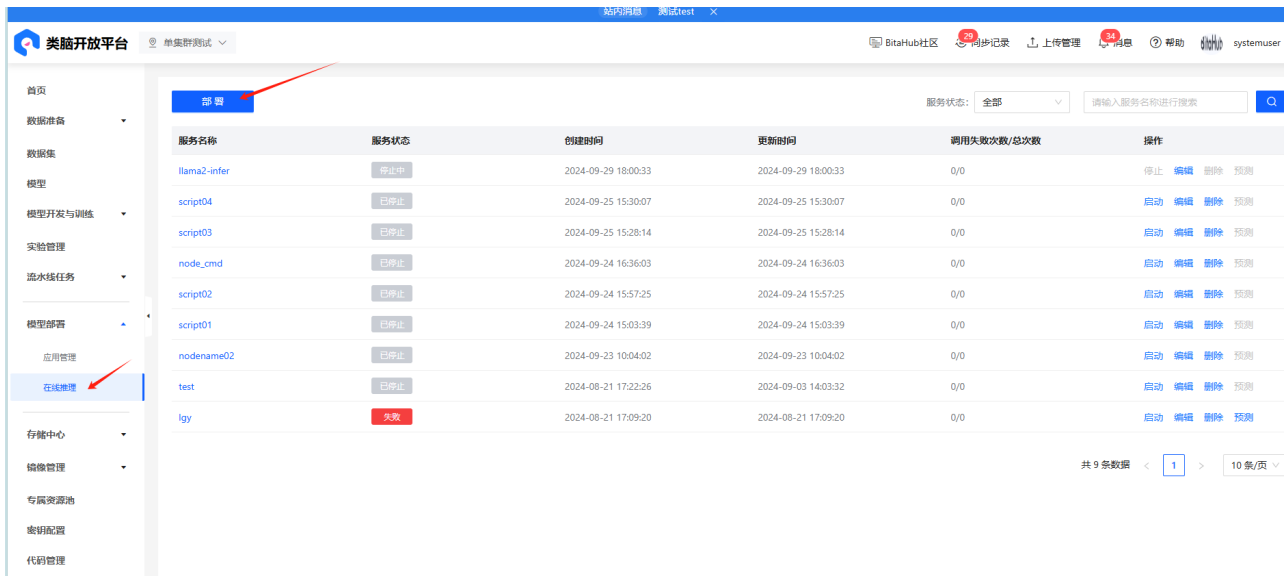 站内消息 测试test ×
类脑开放平台 单集群测试 BitaHub社区 29 同步记录 上传管理 34 消息 帮助 systemuser
首页
数据准备
数据集
模型
模型开发与训练
实验管理
流水线任务
模型部署
应用管理
在线推理
存储中心
镜像管理
专属资源池
密钥配置
代码管理
部署 服务状态: 全部 请输入服务名称进行搜索
服务名称 服务状态 创建时间 更新时间 调用失败次数/总次数 操作
llama2-infer 停止中 2024-09-29 18:00:33 2024-09-29 18:00:33 0/0 停止 编辑 删除 预测
script04 已停止 2024-09-25 15:30:07 2024-09-25 15:30:07 0/0 启动 编辑 删除 预测
script03 已停止 2024-09-25 15:28:14 2024-09-25 15:28:14 0/0 启动 编辑 删除 预测
node_cmd 已停止 2024-09-24 16:36:03 2024-09-24 16:36:03 0/0 启动 编辑 删除 预测
script02 已停止 2024-09-24 15:57:25 2024-09-24 15:57:25 0/0 启动 编辑 删除 预测
script01 已停止 2024-09-24 15:03:39 2024-09-24 15:03:39 0/0 启动 编辑 删除 预测
nodename02 已停止 2024-09-23 10:04:02 2024-09-23 10:04:02 0/0 启动 编辑 删除 预测
test 已停止 2024-08-21 17:22:26 2024-09-03 14:03:32 0/0 启动 编辑 删除 预测
lgy 失败 2024-08-21 17:09:20 2024-08-21 17:09:20 0/0 启动 编辑 删除 预测
共 9 条数据 < 1 > 10 条/页